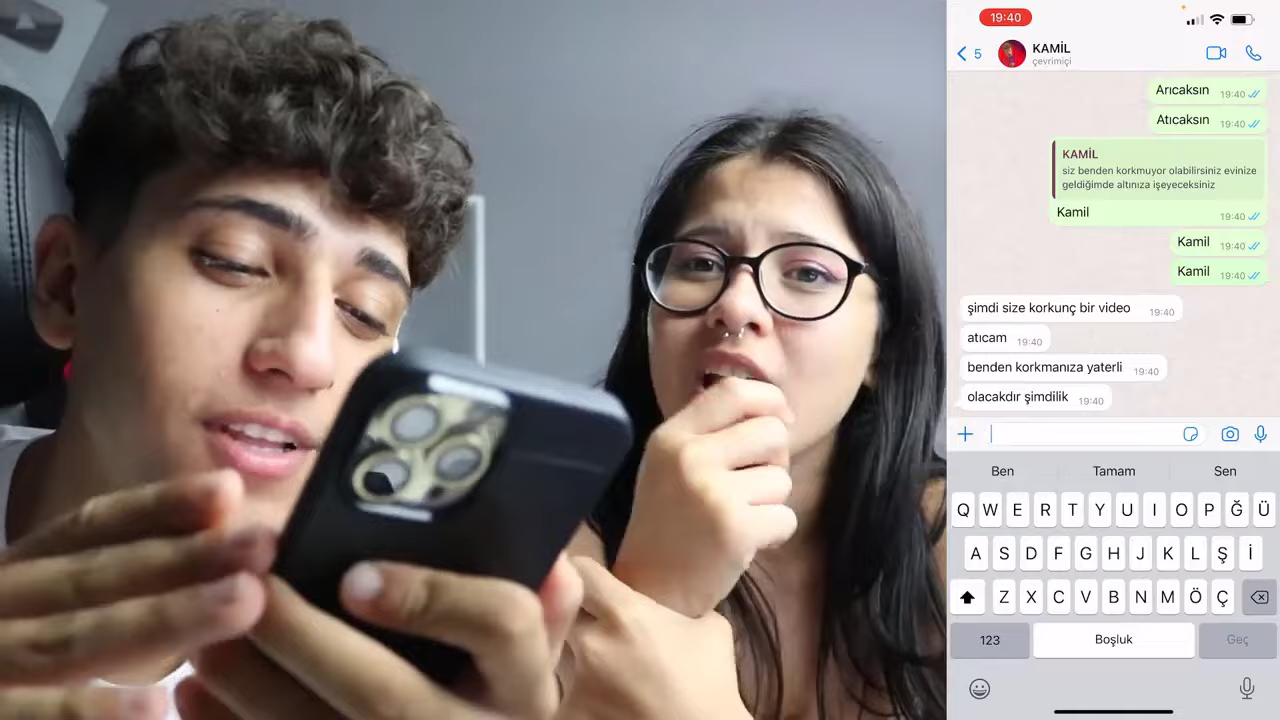 19:40
5
KAMİL
çevrimiçi
Arıcaksın 19:40
Atıcaksın 19:40
KAMİL
siz benden korkmuyor olabilirsiniz evinize
geldiğimde altınıza işeyeceksiniz
Kamil 19:40
Kamil 19:40
Kamil 19:40
şimdi size korkunç bir video 19:40
atıcam 19:40
benden korkmanıza yaterli 19:40
olacakdır şimdilik 19:40
Ben Tamam Sen
Q W E R T Y U I O P Ğ Ü
A S D F G H J K L Ş İ
Z X C V B N M Ö Ç
123 Boşluk Geç